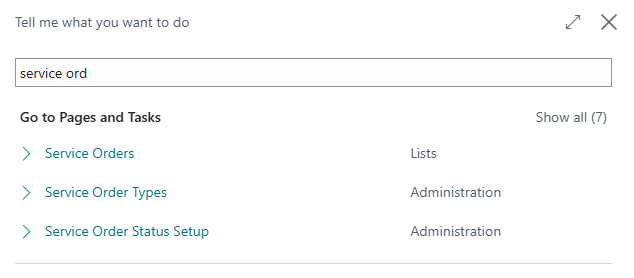 Tell me what you want to do
service ord
Go to Pages and Tasks Show all (7)
Service Orders Lists
Service Order Types Administration
Service Order Status Setup Administration